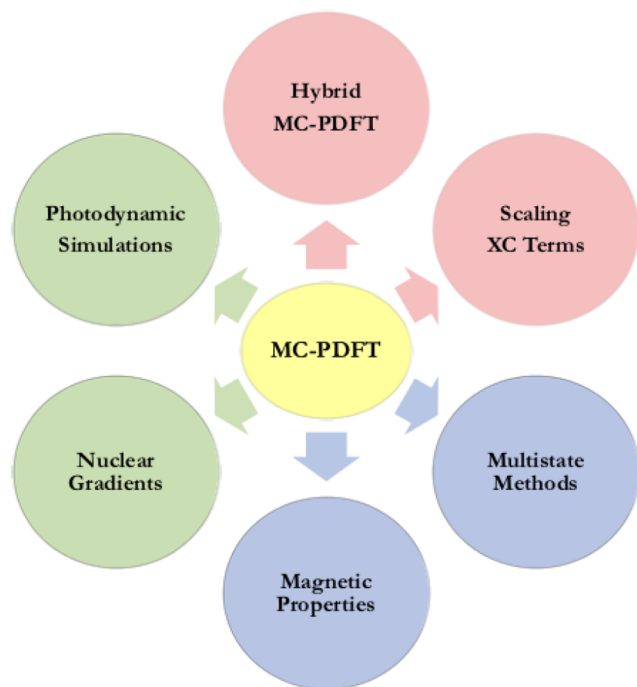 Hybrid
MC-PDFT
Photodynamic
Simulations
Scaling
XC Terms
MC-PDFT
Nuclear
Gradients
Multistate
Methods
Magnetic
Properties